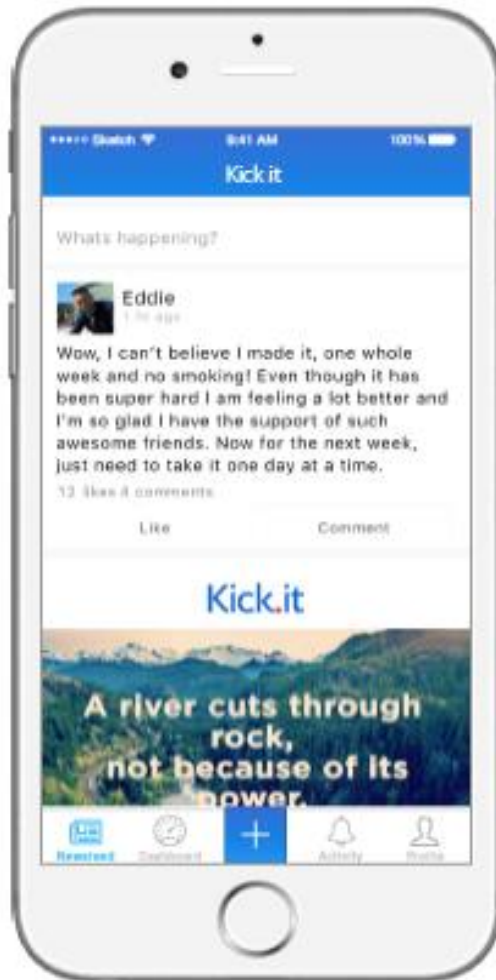 ●●●●● Sketch 9:41 AM 100%
Kick it
Whats happening?
Eddie
1 hr ago
Wow, I can't believe I made it, one whole
week and no smoking! Even though it has
been super hard I am feeling a lot better and
I'm so glad I have the support of such
awesome friends. Now for the next week,
just need to take it one day at a time.
12 likes 4 comments
Like Comment
Kick.it
A river cuts through
rock,
not because of its
power.
Newsfeed Dashboard + Activity Profile